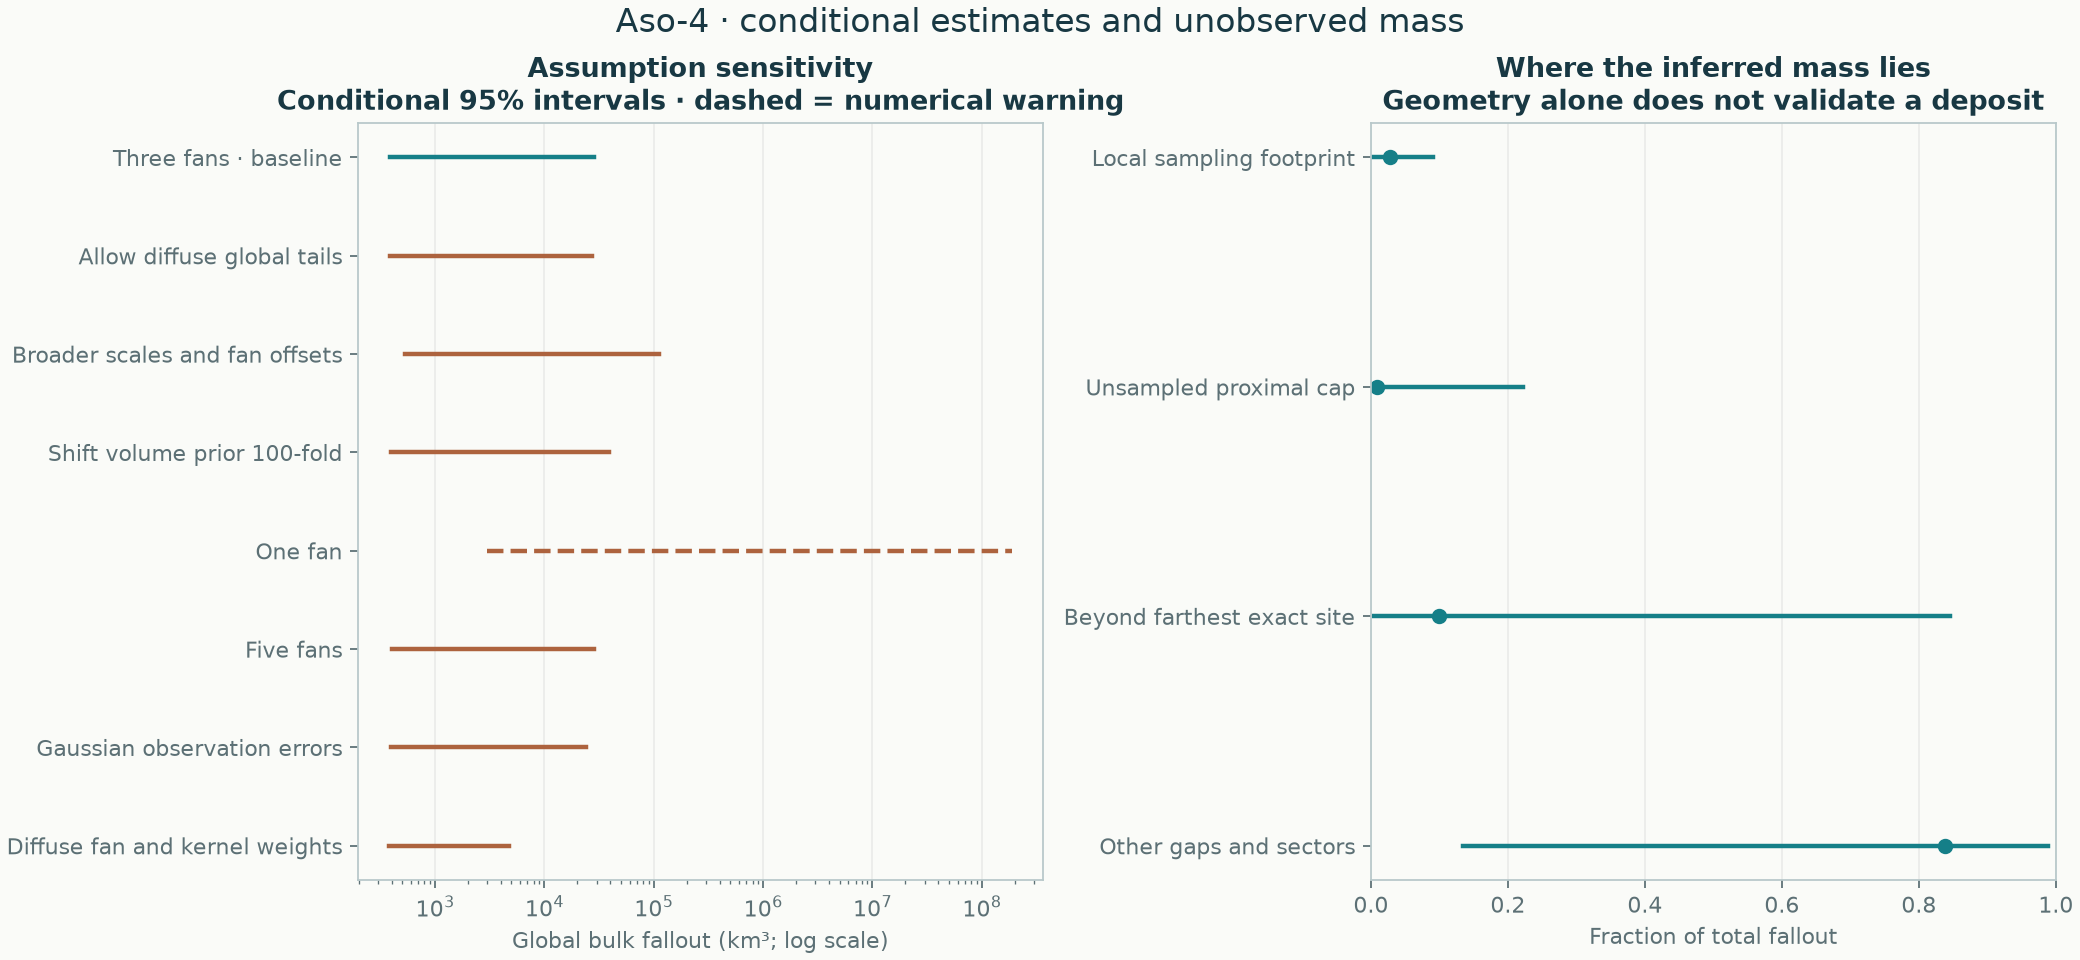 Aso-4 · conditional estimates and unobserved mass
Assumption sensitivity
Conditional 95% intervals · dashed = numerical warning
Three fans · baseline
Allow diffuse global tails
Broader scales and fan offsets
Shift volume prior 100-fold
One fan
Five fans
Gaussian observation errors
Diffuse fan and kernel weights
10³ 10⁴ 10⁵ 10⁶ 10⁷ 10⁸
Global bulk fallout (km³; log scale)
Where the inferred mass lies
Geometry alone does not validate a deposit
Local sampling footprint
Unsampled proximal cap
Beyond farthest exact site
Other gaps and sectors
0.0 0.2 0.4 0.6 0.8 1.0
Fraction of total fallout